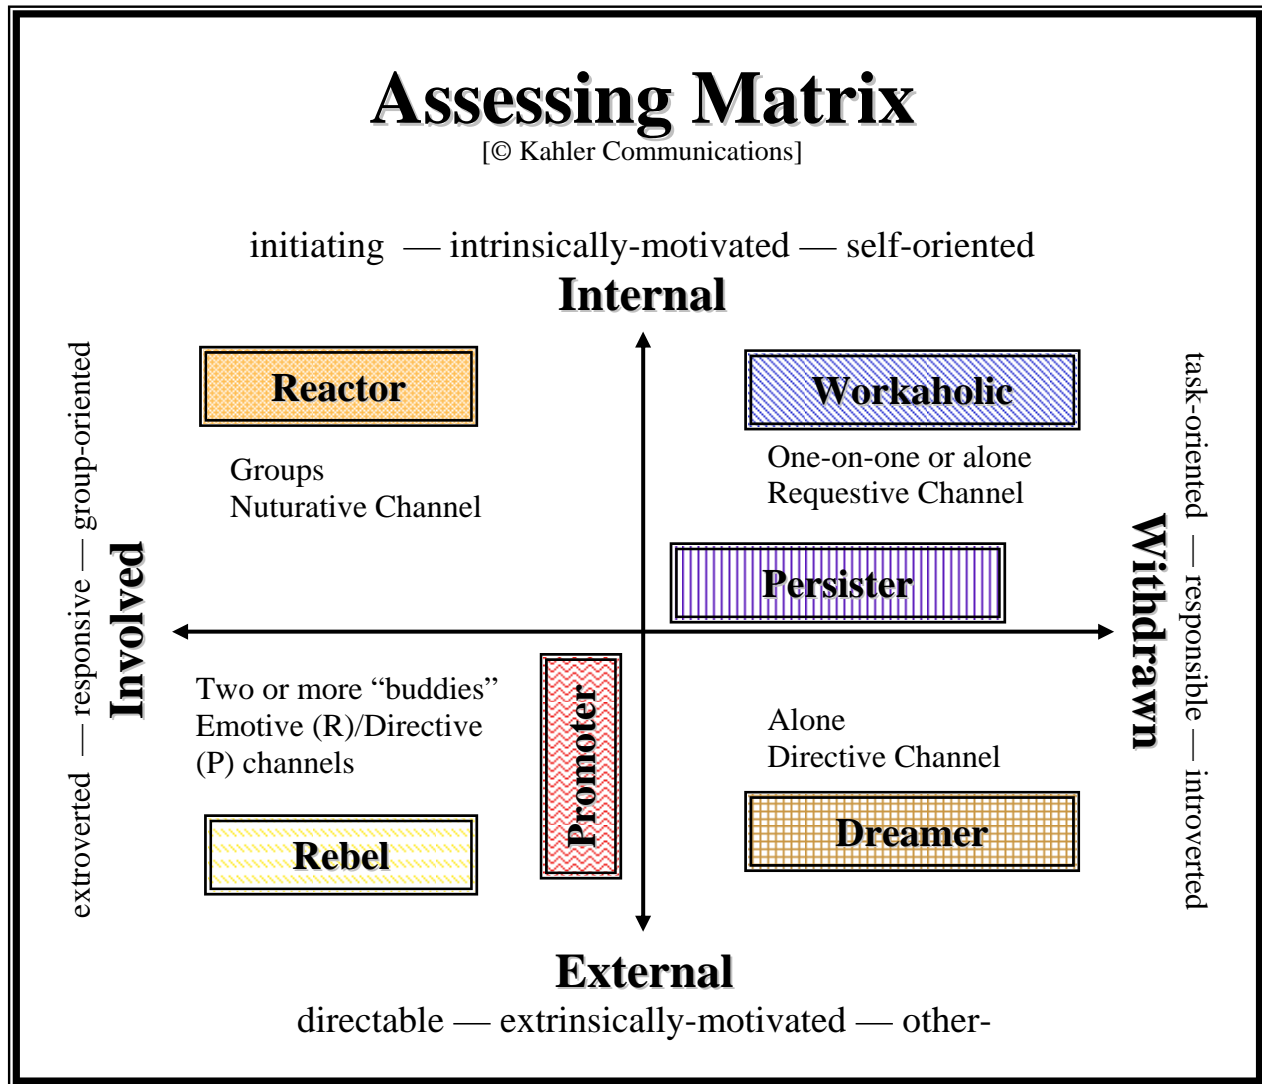 Assessing Matrix
[© Kahler Communications]
initiating — intrinsically-motivated — self-oriented
Internal
Reactor
Groups
Nuturative Channel
Workaholic
One-on-one or alone
Requestive Channel
Persister
extroverted — responsive — group-oriented
Involved
Withdrawn
task-oriented — responsible — introverted
Two or more “buddies”
Emotive (R)/Directive
(P) channels
Rebel
Promoter
Alone
Directive Channel
Dreamer
External
directable — extrinsically-motivated — other-